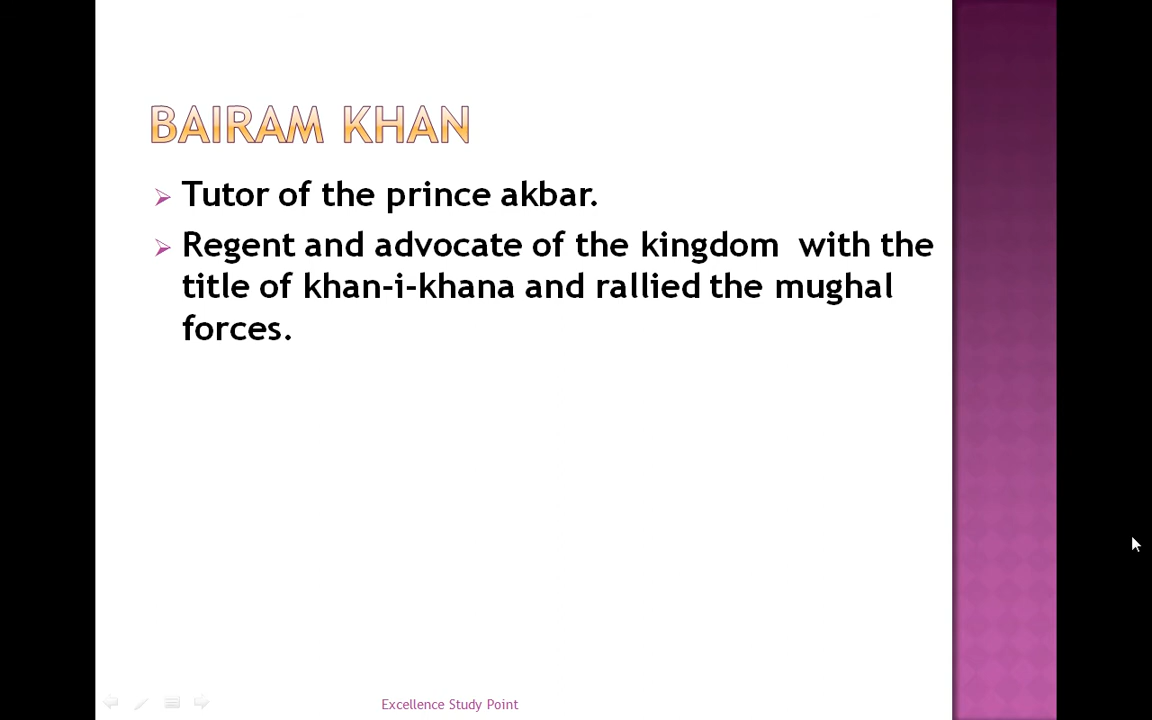 BAIRAM KHAN
Tutor of the prince akbar.
Regent and advocate of the kingdom  with the
title of khan-i-khana and rallied the mughal
forces.
Excellence Study Point